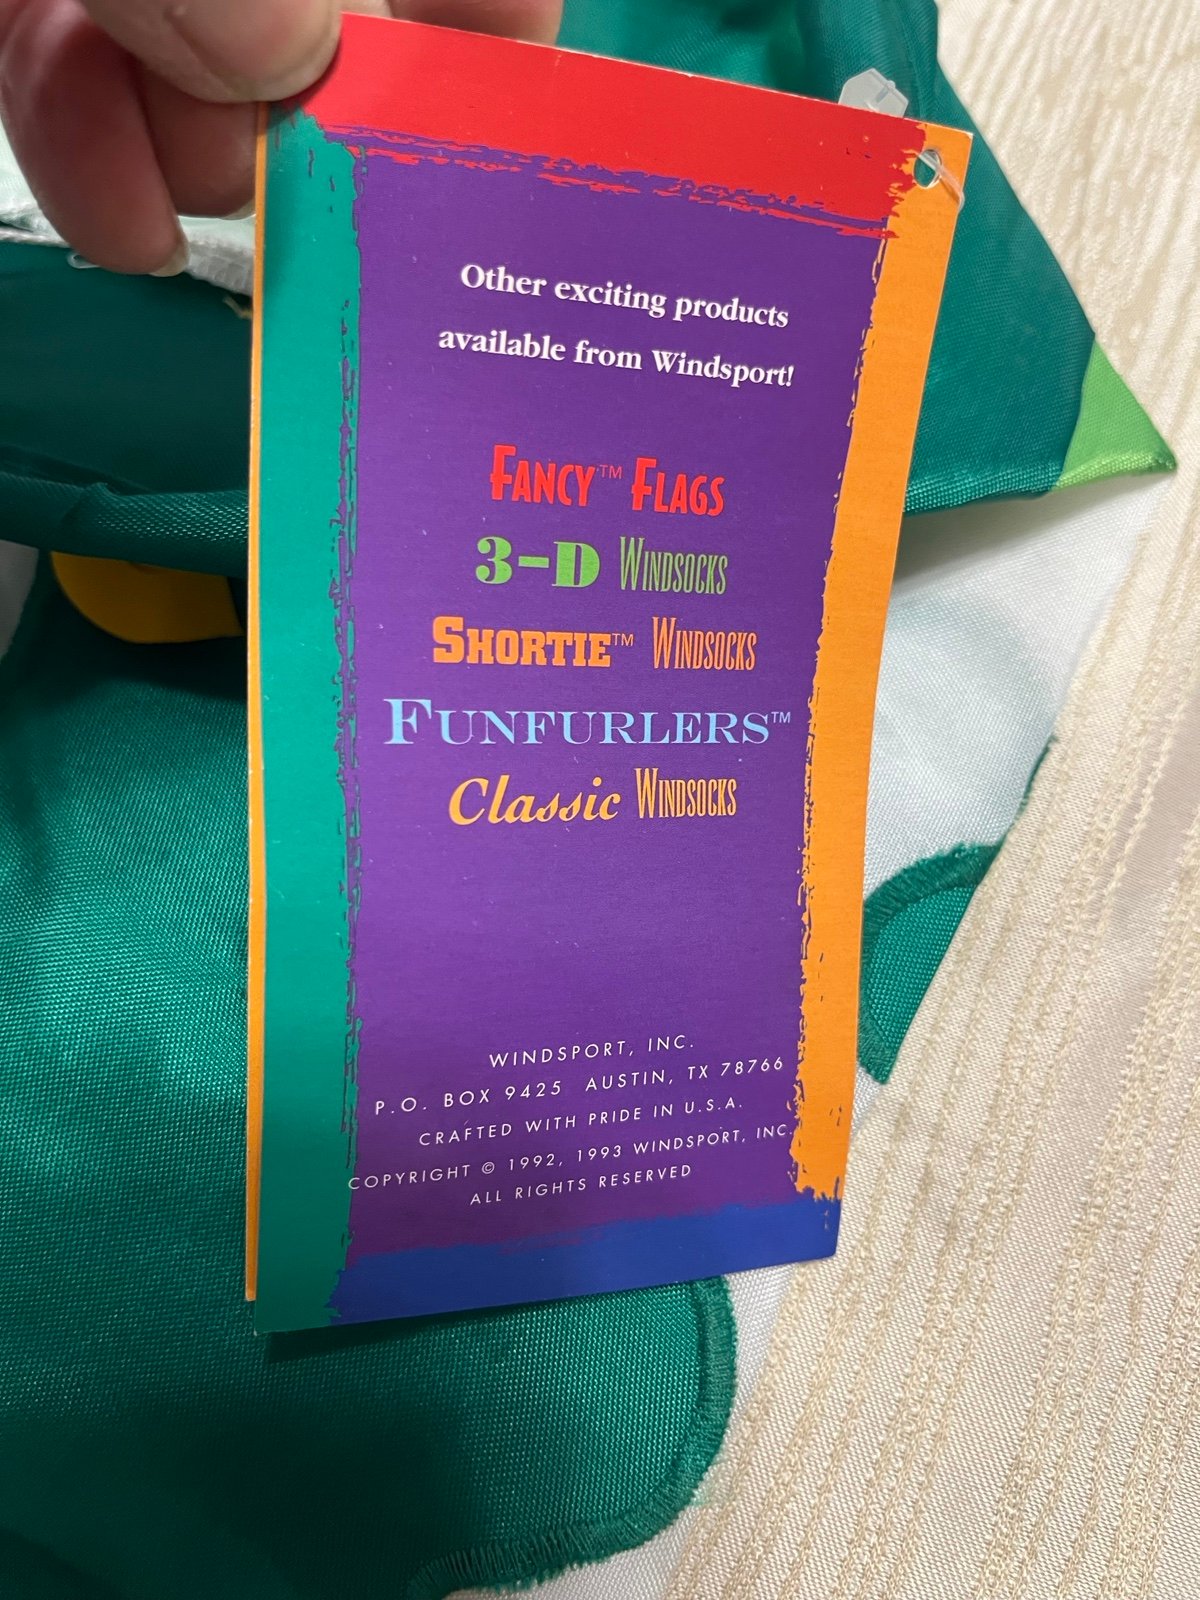 Other exciting products
available from Windsport!
FANCY™ FLAGS
3-D WINDSOCKS
SHORTIE™ WINDSOCKS
FUNFURLERS™
Classic WINDSOCKS
WINDSPORT, INC.
P.O. BOX 9425 AUSTIN, TX 78766
CRAFTED WITH PRIDE IN U.S.A.
COPYRIGHT © 1992, 1993 WINDSPORT, INC.
ALL RIGHTS RESERVED